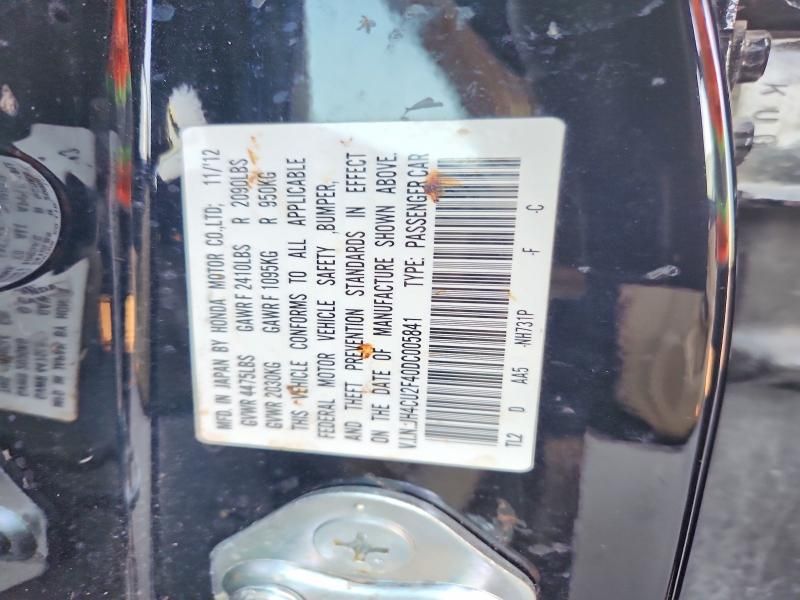 MFD. IN JAPAN BY HONDA MOTOR CO.,LTD, 11/'12
GVWR 4475LBS GAWR F 2410LBS R 2090LBS
GVWR 2030KG GAWR F 1095KG R 950KG
THIS VEHICLE CONFORMS TO ALL APPLICABLE
FEDERAL MOTOR VEHICLE SAFETY, BUMPER,
AND THEFT PREVENTION STANDARDS IN EFFECT
ON THE DATE OF MANUFACTURE SHOWN ABOVE.
V.I.N.:JH4CU2F40DC005841 TYPE: PASSENGER CAR
TL2 D AA5 -NH731P -F -C
KUG